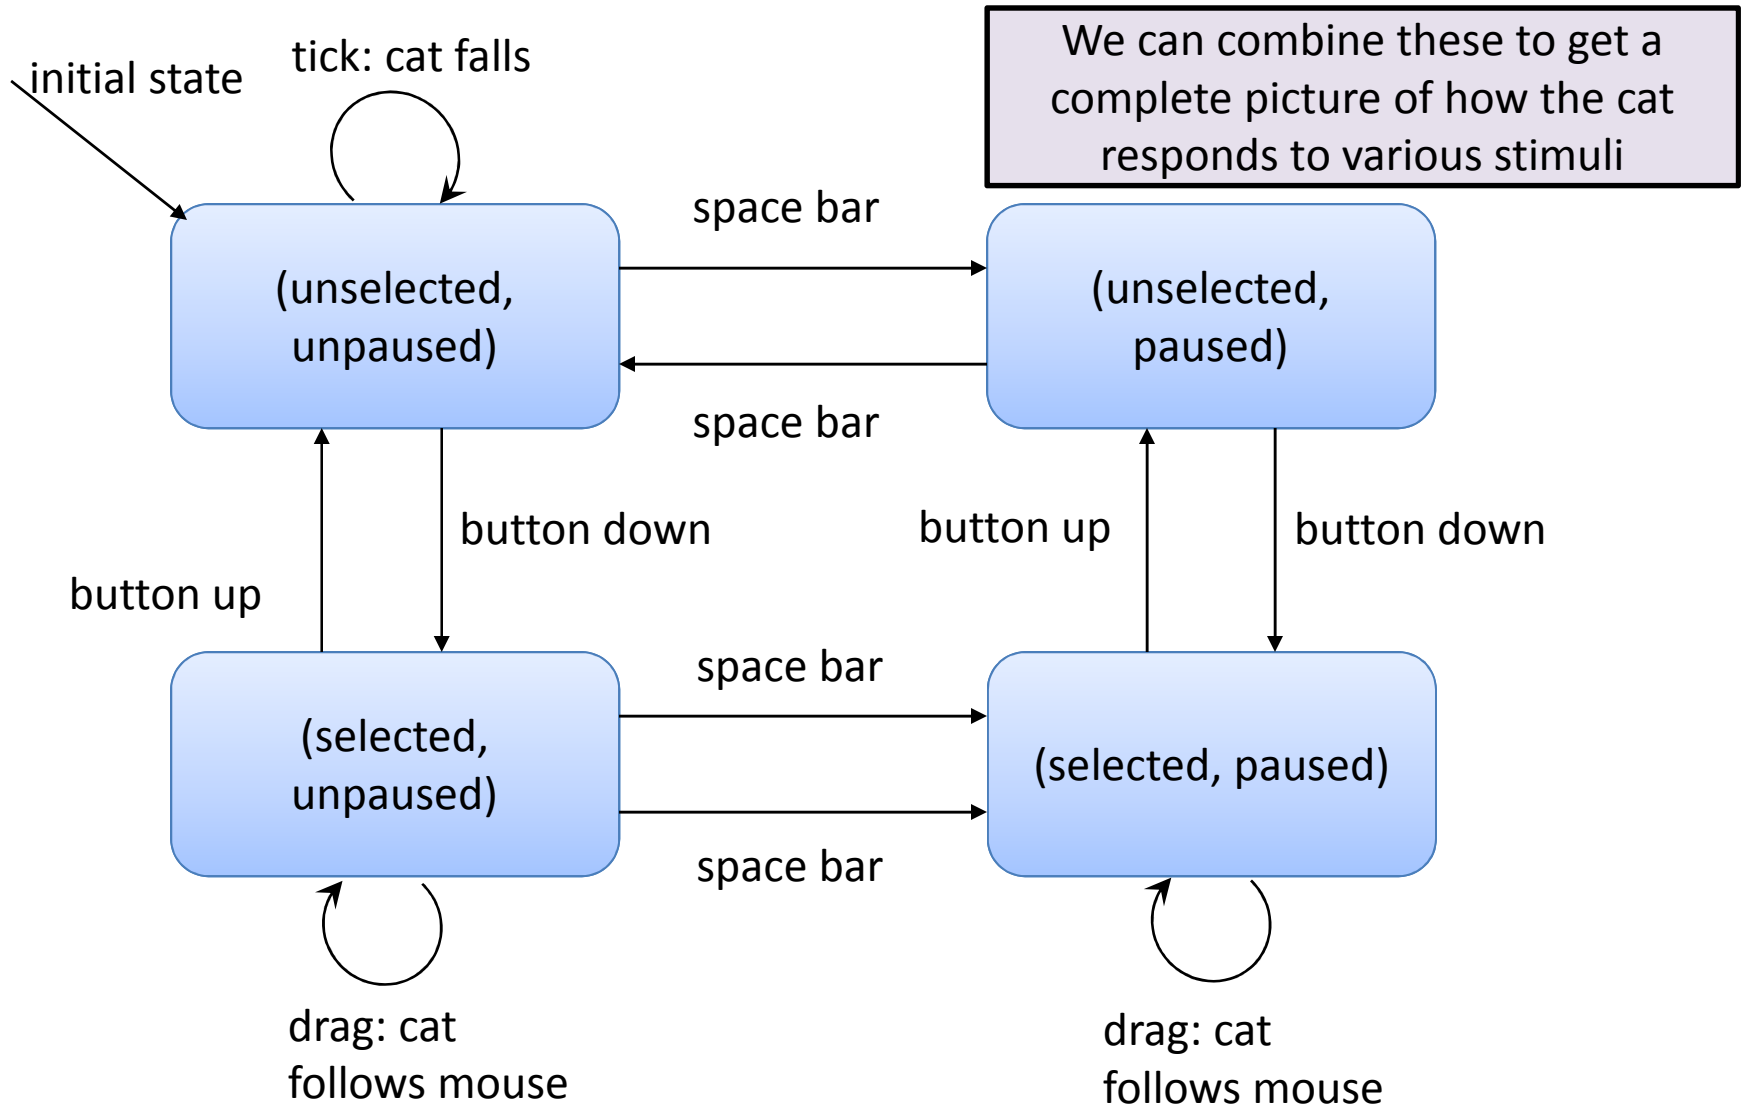 initial state
tick: cat falls
We can combine these to get a
complete picture of how the cat
responds to various stimuli
(unselected,
unpaused)
space bar
space bar
(unselected,
paused)
button up
button down
button up
button down
(selected,
unpaused)
space bar
space bar
(selected, paused)
drag: cat
follows mouse
drag: cat
follows mouse